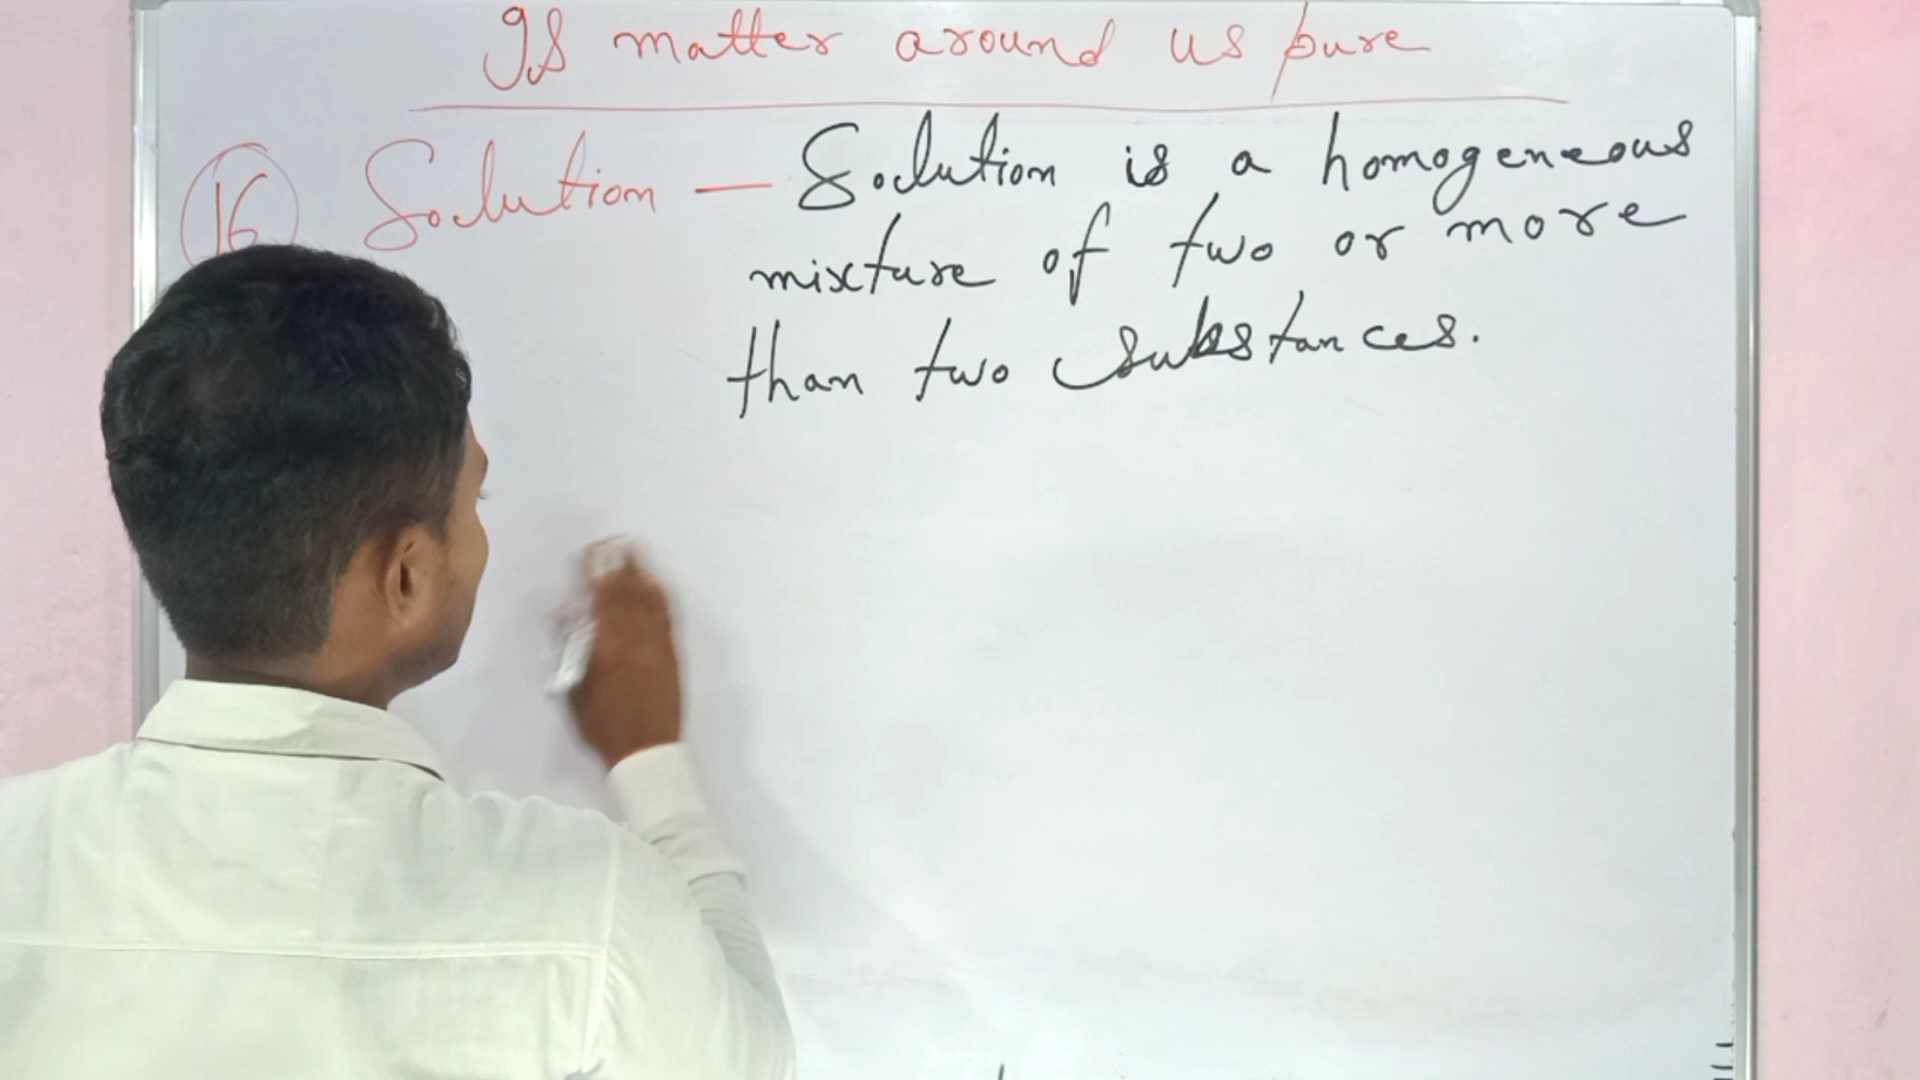 Is matter around us pure
16 Solution — Solution is a homogeneous
mixture of two or more
than two substances.